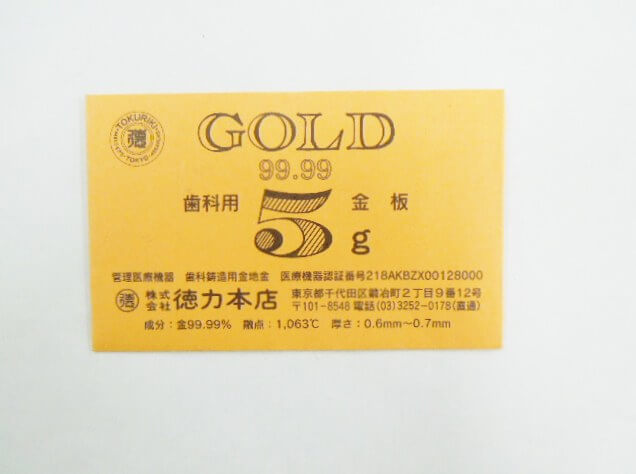 TOKURIKI
TOKYO
徳
GOLD
99.99
歯科用 5g 金板
管理医療機器 歯科鋳造用金地金 医療機器認証番号218AKBZX00128000
徳 株式会社 徳力本店 東京都千代田区鍛冶町2丁目9番12号
〒101-8548 電話(03)3252-0178(直通)
成分：金99.99% 融点：1,063℃ 厚さ：0.6mm〜0.7mm